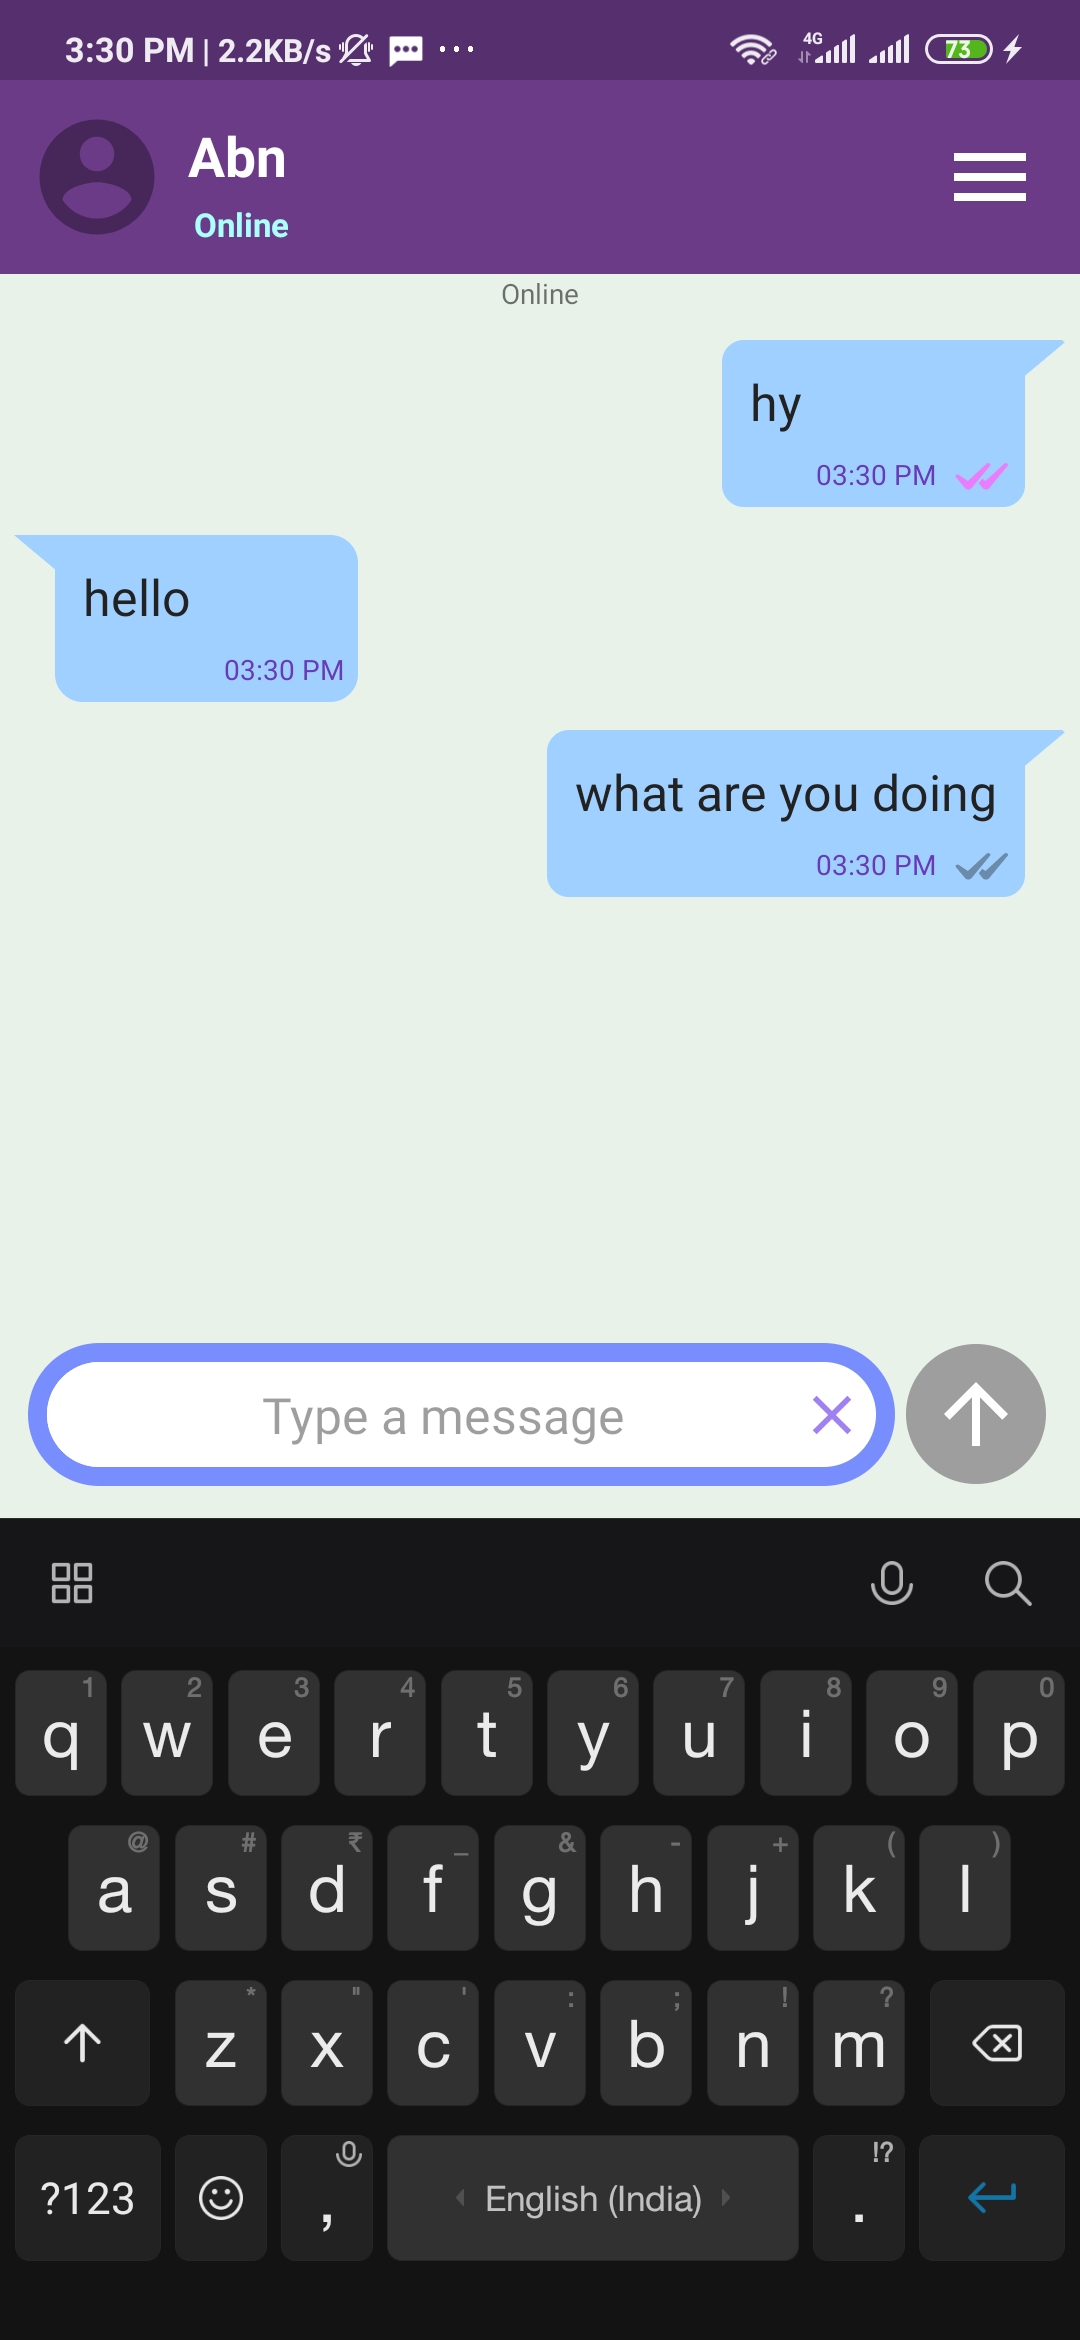 3:30 PM | 2.2KB/s
4G
73
Abn
Online
Online
hy
03:30 PM
hello
03:30 PM
what are you doing
03:30 PM
Type a message
1 2 3 4 5 6 7 8 9 0
q w e r t y u i o p
@ # ₹ _ & - + ( )
a s d f g h j k l
* " ' : ; ! ?
z x c v b n m
!?
?123 , English (India) .